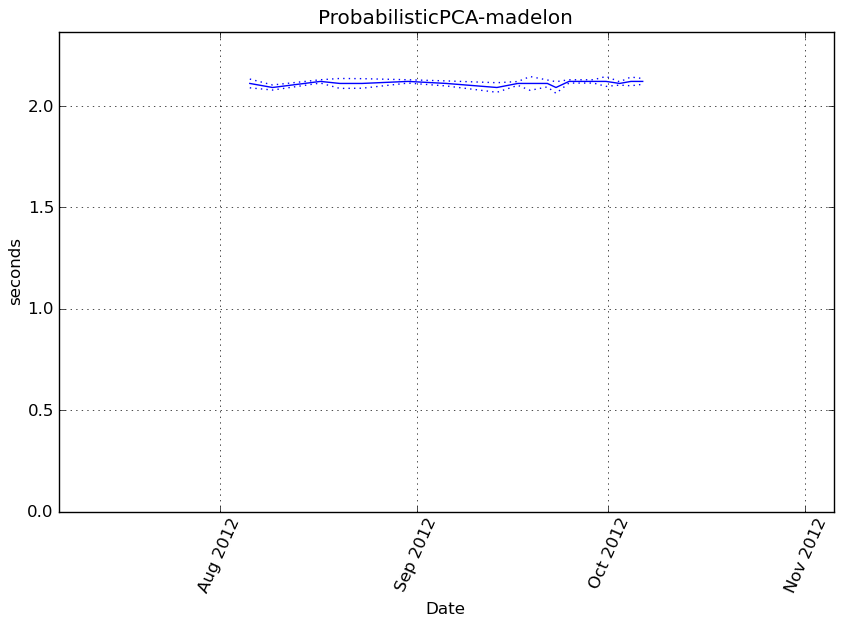 ProbabilisticPCA-madelon
2.0
1.5
1.0
0.5
0.0
seconds
Aug 2012
Sep 2012
Oct 2012
Nov 2012
Date